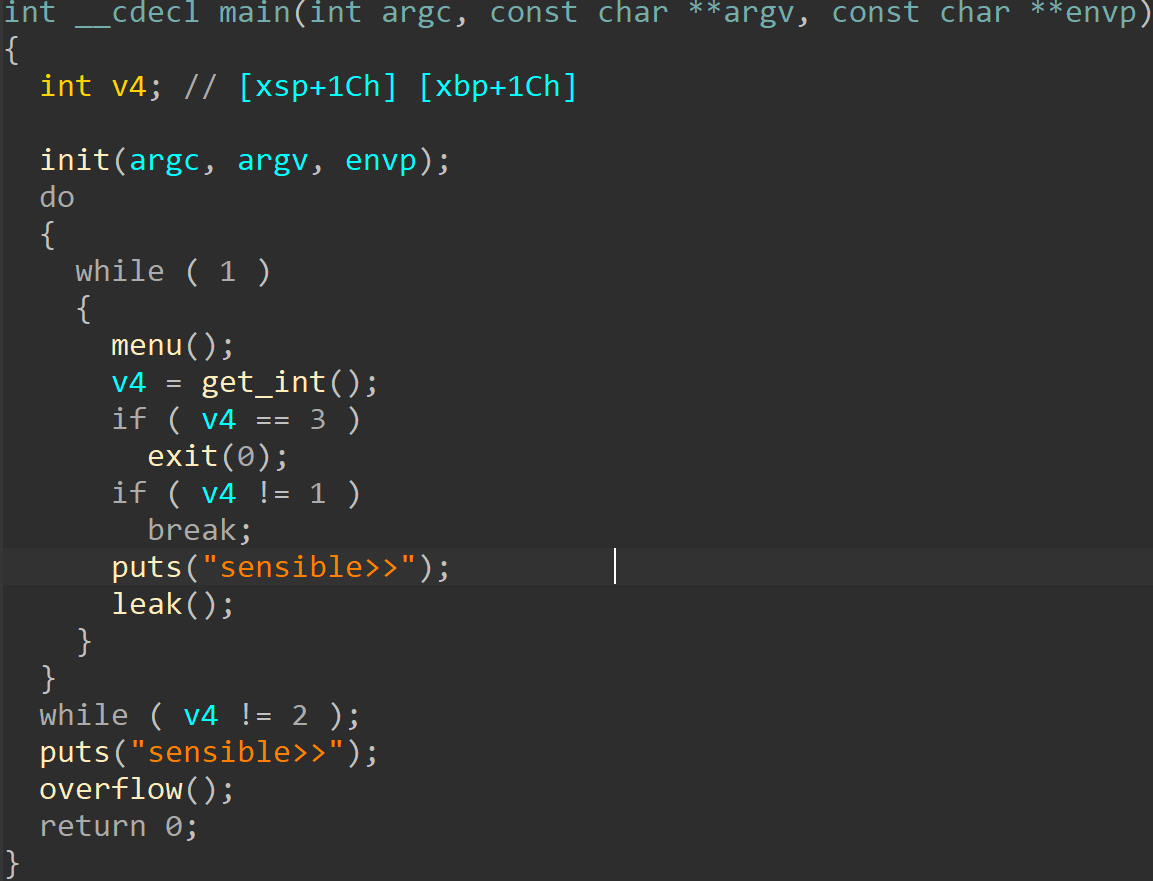 int __cdecl main(int argc, const char **argv, const char **envp)
{
  int v4; // [xsp+1Ch] [xbp+1Ch]

  init(argc, argv, envp);
  do
  {
    while ( 1 )
    {
      menu();
      v4 = get_int();
      if ( v4 == 3 )
        exit(0);
      if ( v4 != 1 )
        break;
      puts("sensible>>");
      leak();
    }
  }
  while ( v4 != 2 );
  puts("sensible>>");
  overflow();
  return 0;
}